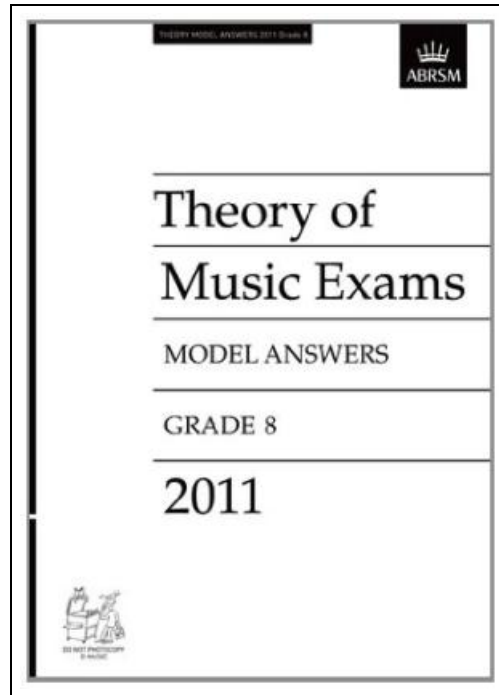 THEORY MODEL ANSWERS 2011 Grade 8
ABRSM
Theory of
Music Exams
MODEL ANSWERS
GRADE 8
2011
DO NOT PHOTOCOPY
© MUSIC